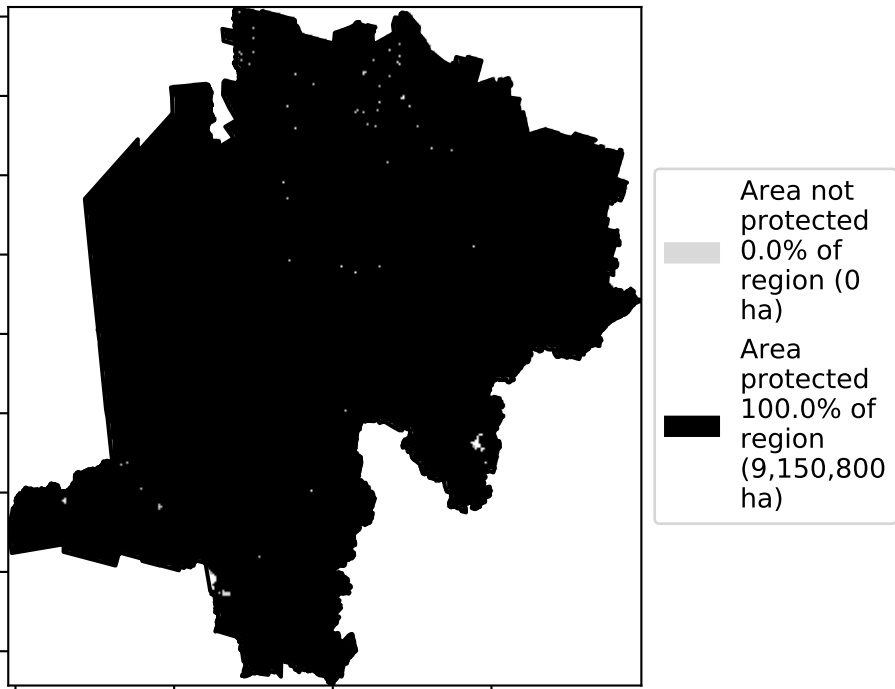 Area not
protected
0.0% of
region (0
ha)
Area
protected
100.0% of
region
(9,150,800
ha)